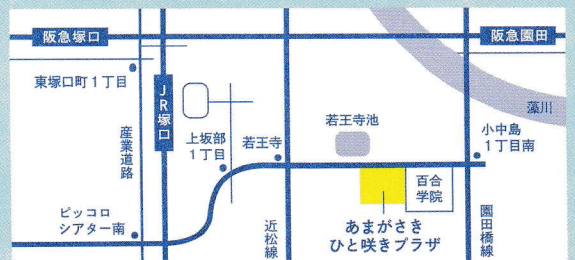 阪急塚口
阪急園田
東塚口町1丁目
JR塚口
産業道路
上坂部
1丁目
若王寺
若王寺池
藻川
小中島
1丁目南
百合
学院
ピッコロ
シアター南
近松線
あまがさき
ひと咲きプラザ
園田橋線